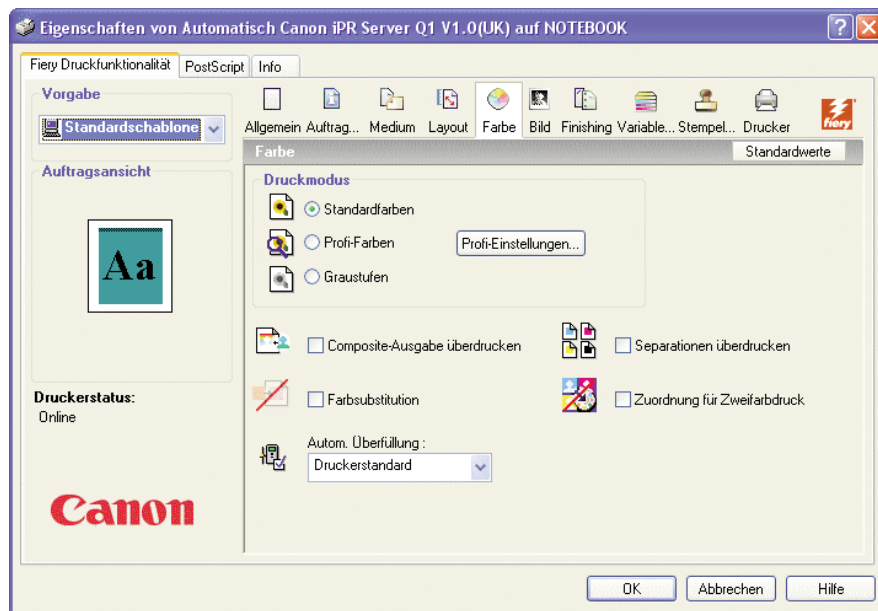 Eigenschaften von Automatisch Canon iPR Server Q1 V1.0(UK) auf NOTEBOOK
Fiery Druckfunktionalität PostScript Info
Vorgabe
Standardschablone
Allgemein Auftrag... Medium Layout Farbe Bild Finishing Variable... Stempel... Drucker
fiery
Farbe
Standardwerte
Auftragsansicht
Aa
Druckmodus
Standardfarben
Profi-Farben
Profi-Einstellungen...
Graustufen
Composite-Ausgabe überdrucken
Separationen überdrucken
Farbsubstitution
Zuordnung für Zweifarbdruck
Druckerstatus:
Online
Autom. Überfüllung :
Druckerstandard
Canon
OK Abbrechen Hilfe